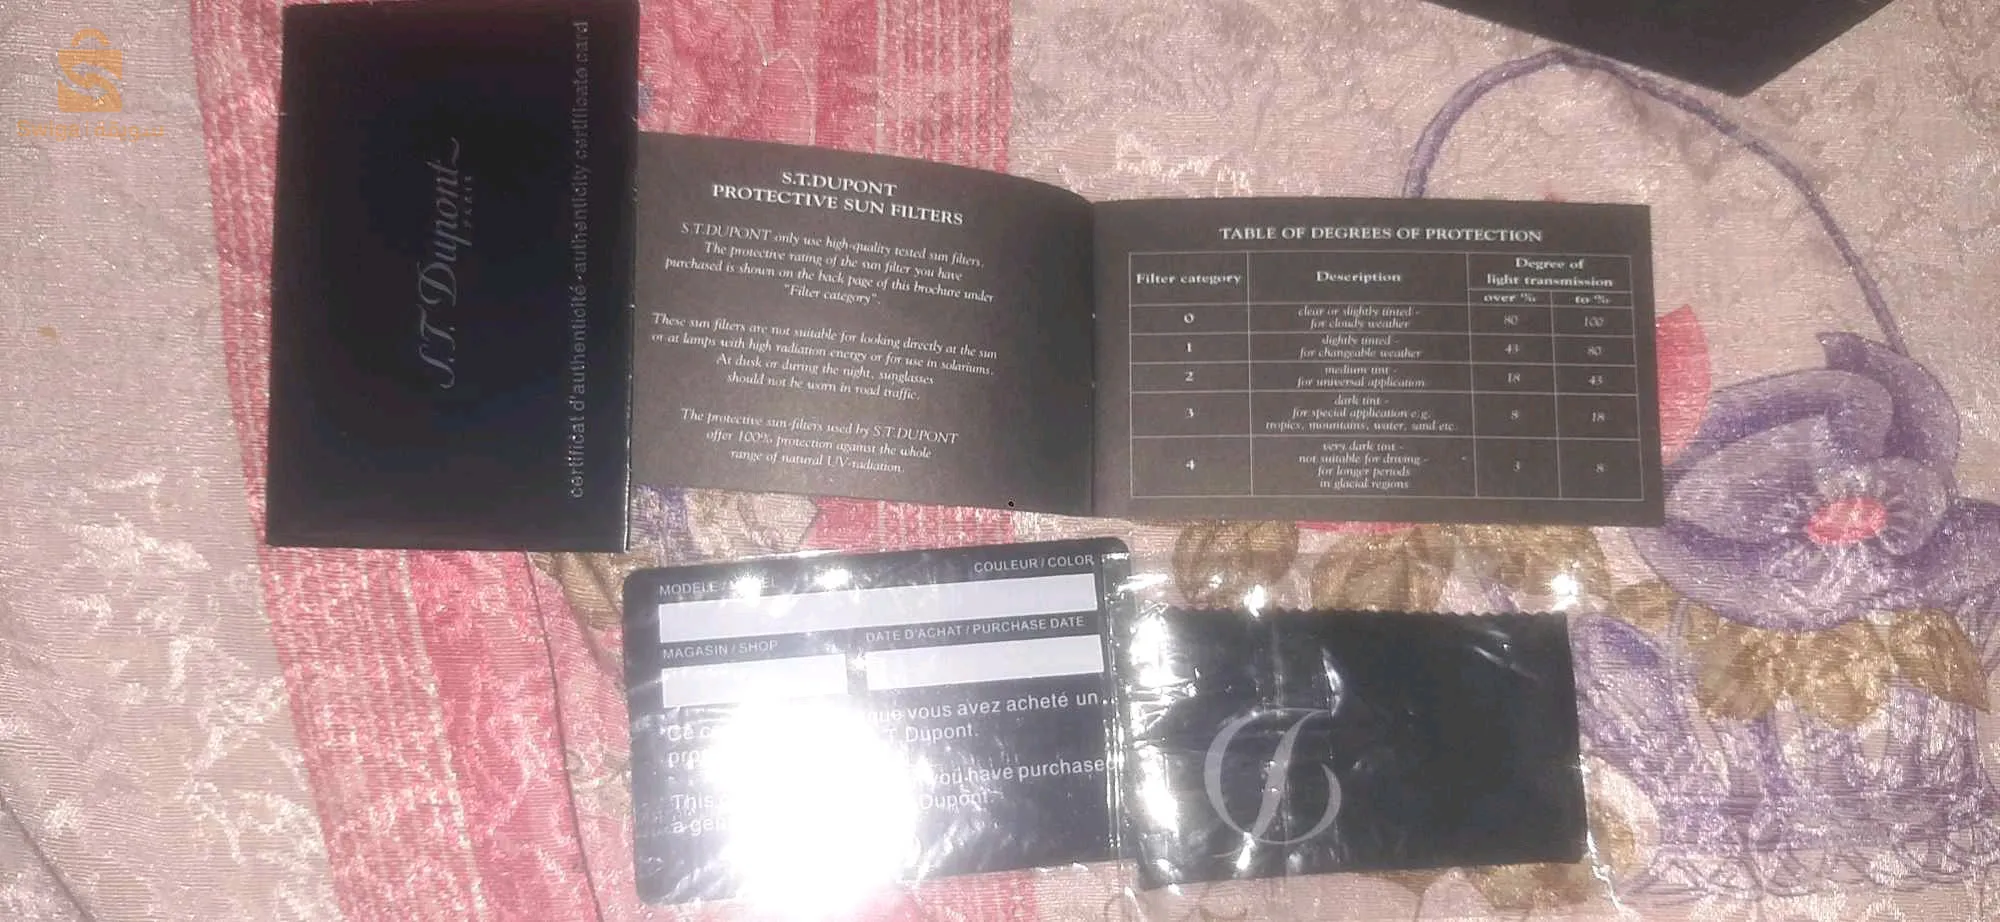 سويقة
S.T. Dupont
PARIS
certificat d'authenticité - authenticity certificate card
S.T.DUPONT
PROTECTIVE SUN FILTERS
S.T.DUPONT only use high-quality tested sun filters.
The protective rating of the sun filter you have
purchased is shown on the back page of this brochure under
"Filter category".
These sun filters are not suitable for looking directly at the sun
or at lamps with high radiation energy or for use in solariums.
At dusk or during the night, sunglasses
should not be worn in road traffic.
The protective sun-filters used by S.T.DUPONT
offer 100% protection against the whole
range of natural UV-radiation.
TABLE OF DEGREES OF PROTECTION
Filter category Description Degree of
light transmission
over % to %
0 clear or slightly tinted -
for cloudy weather 80 100
1 slightly tinted -
for changeable weather 43 80
2 medium tint -
for universal application 18 43
3 dark tint -
for special application e.g.
tropics, mountains, water, sand etc. 8 18
4 very dark tint -
not suitable for driving -
for longer periods
in glacial regions 3 8
MODELE / COULEUR / COLOR
MAGASIN / SHOP DATE D'ACHAT / PURCHASE DATE
que vous avez acheté un
Ce T. Dupont.
you have purchased
This Dupont.
a